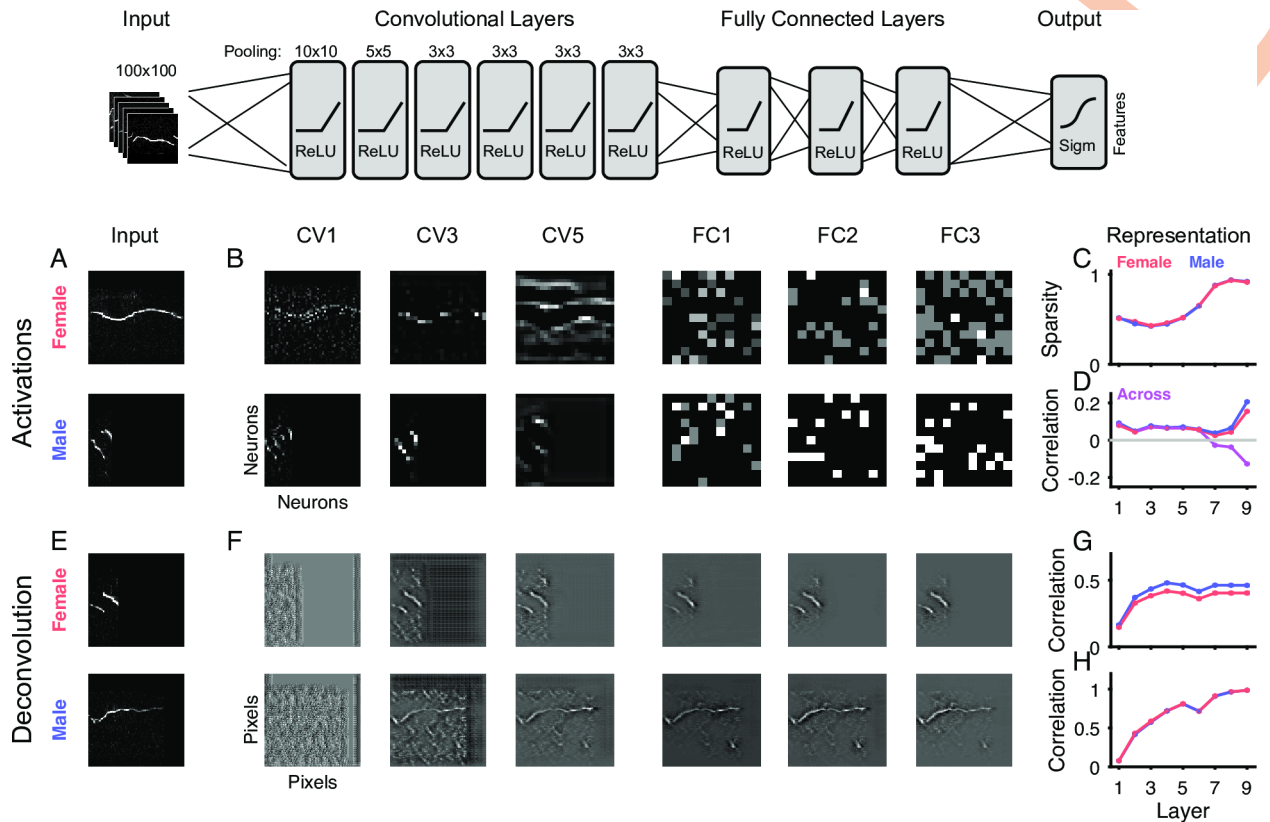 Input Convolutional Layers Fully Connected Layers Output
Pooling: 10x10 5x5 3x3 3x3 3x3 3x3
100x100
ReLU ReLU ReLU ReLU ReLU ReLU ReLU ReLU ReLU Sigm Features
Input CV1 CV3 CV5 FC1 FC2 FC3 Representation
A B C
Activations
Female
Male
Neurons
Neurons
Female Male
Sparsity
1
0
D
Across
Correlation
0.2
0
-0.2
1 3 5 7 9
E F G
Deconvolution
Female
Male
Pixels
Pixels
Correlation
0.5
0
H
Correlation
1
0.5
0
1 3 5 7 9
Layer